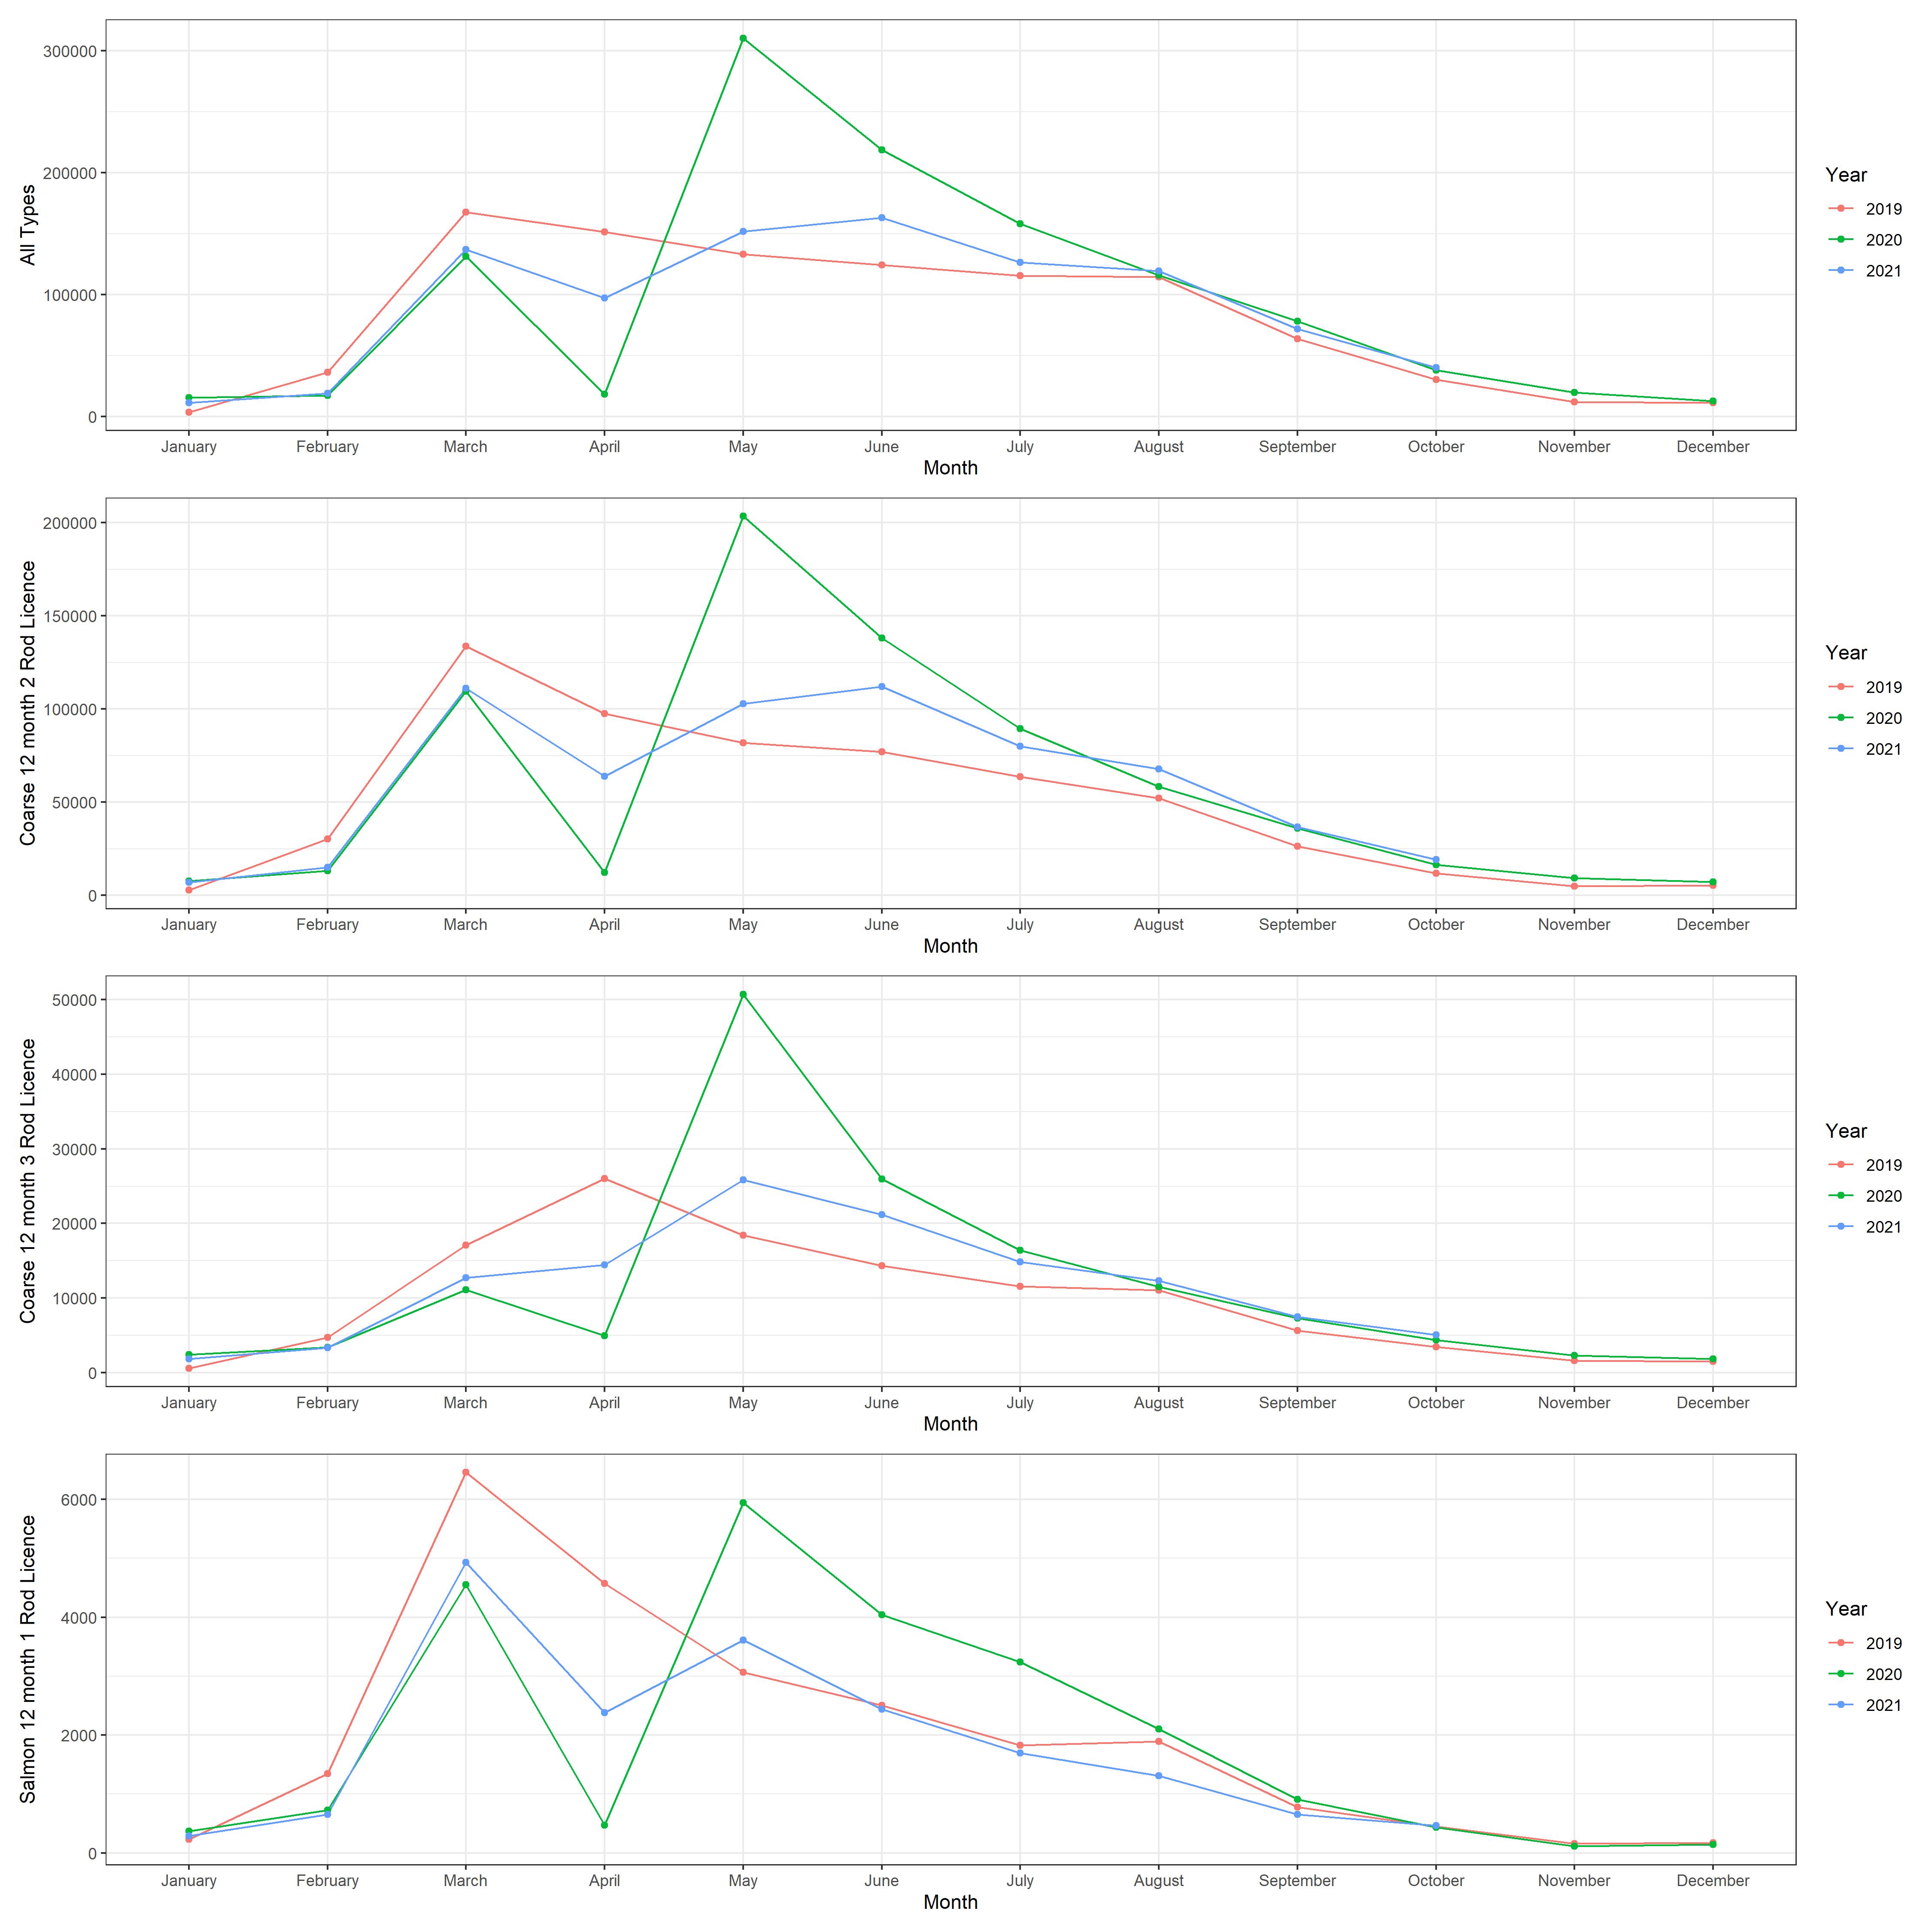 All Types
300000
200000
100000
0
January February March April May June July August September October November December
Month
Year
2019
2020
2021
Coarse 12 month 2 Rod Licence
200000
150000
100000
50000
0
January February March April May June July August September October November December
Month
Year
2019
2020
2021
Coarse 12 month 3 Rod Licence
50000
40000
30000
20000
10000
0
January February March April May June July August September October November December
Month
Year
2019
2020
2021
Salmon 12 month 1 Rod Licence
6000
4000
2000
0
January February March April May June July August September October November December
Month
Year
2019
2020
2021